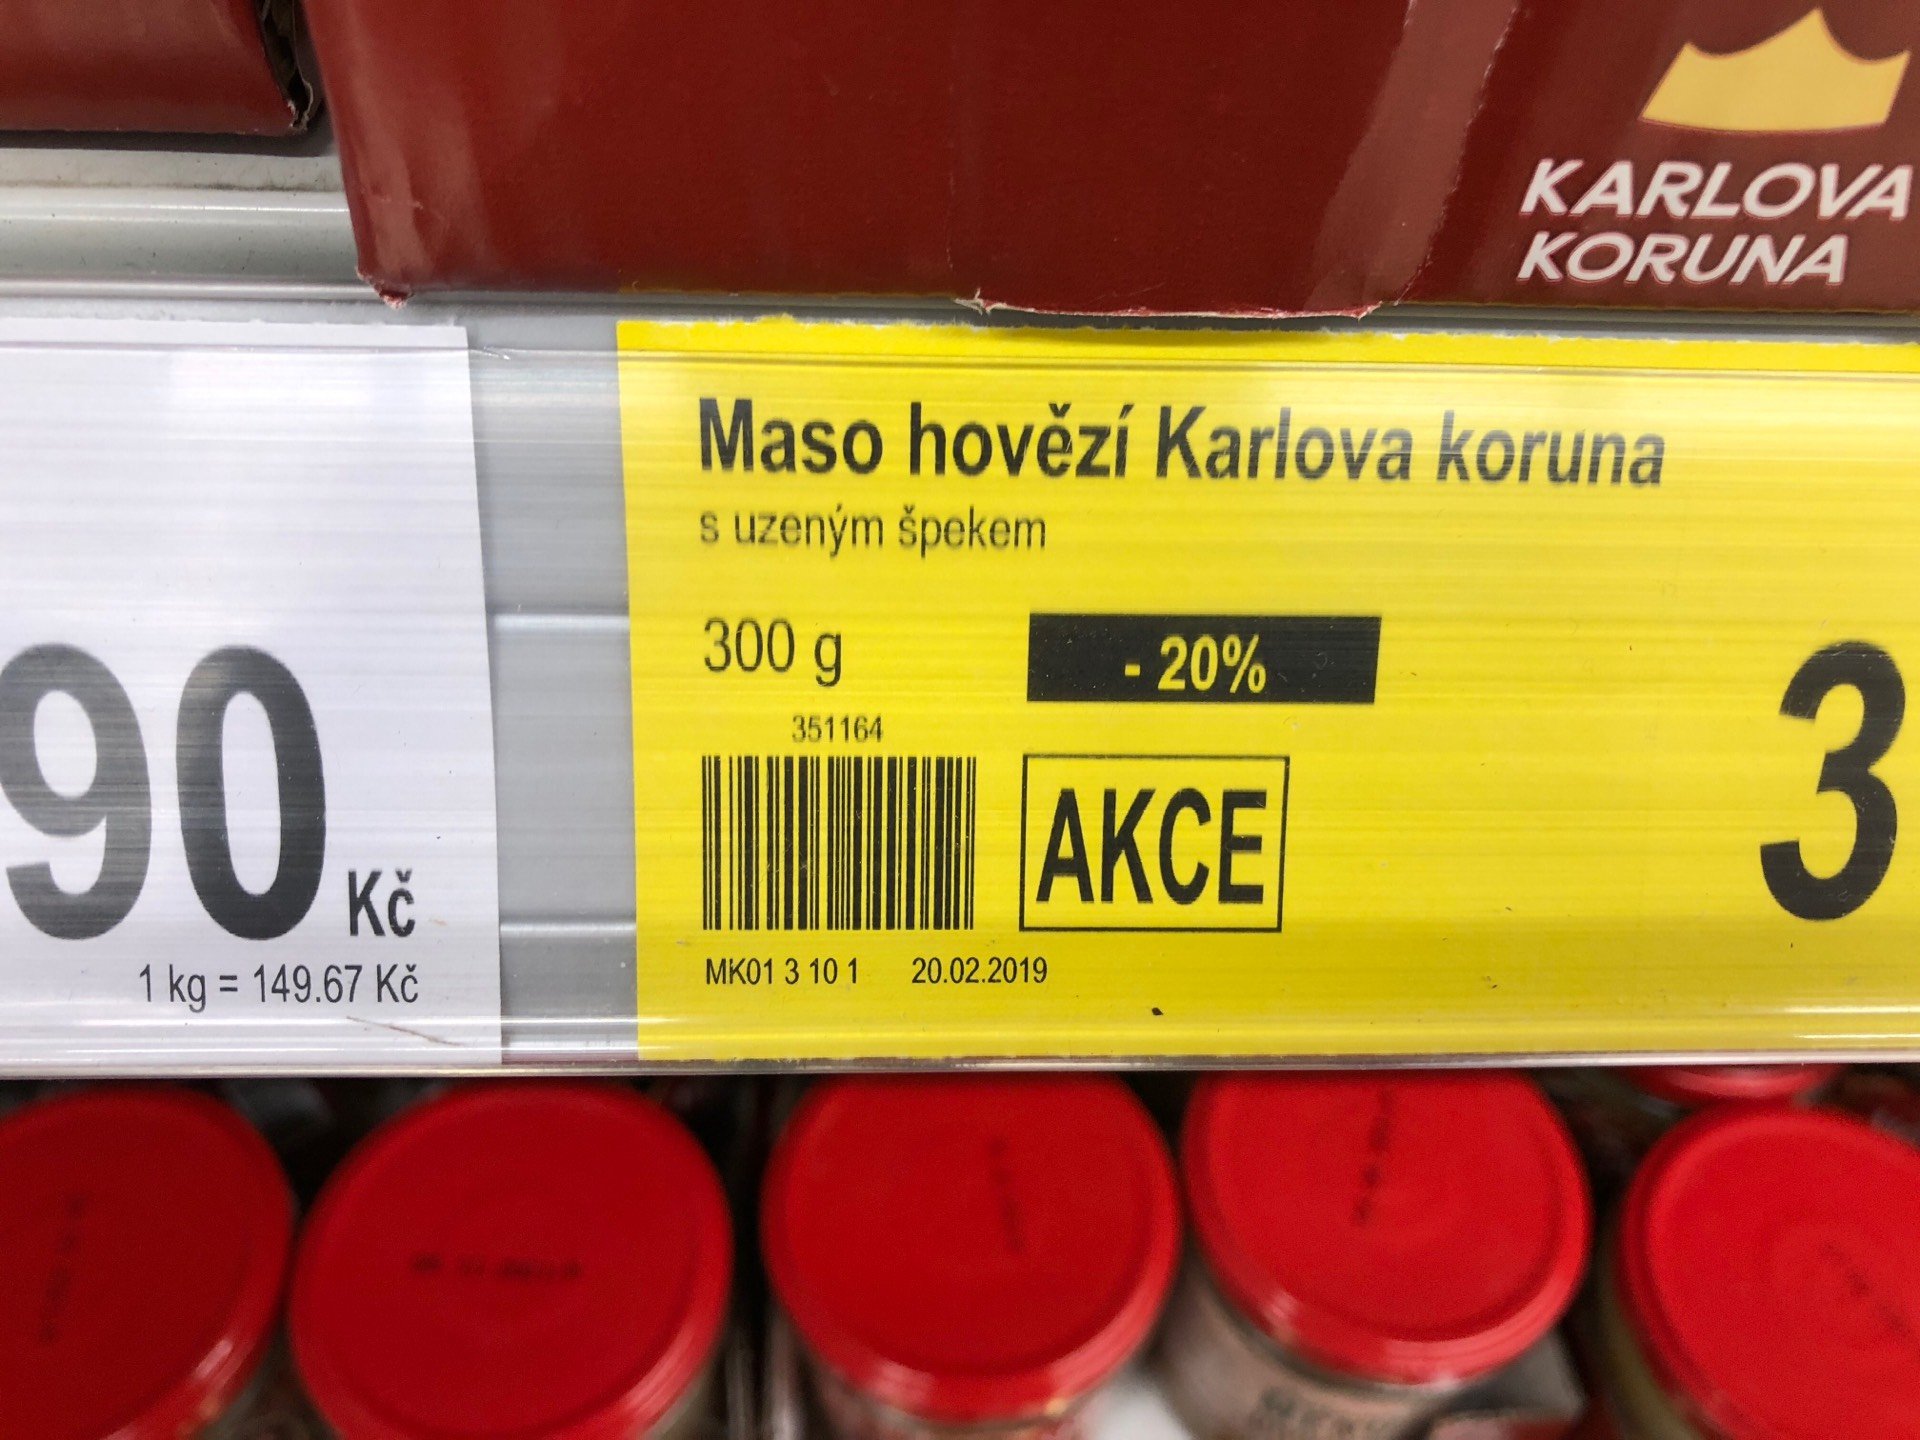 KARLOVA
KORUNA
90 Kč
1 kg = 149.67 Kč
Maso hovězí Karlova koruna
s uzeným špekem
300 g
- 20%
351164
AKCE
3
MK01 3 10 1 20.02.2019